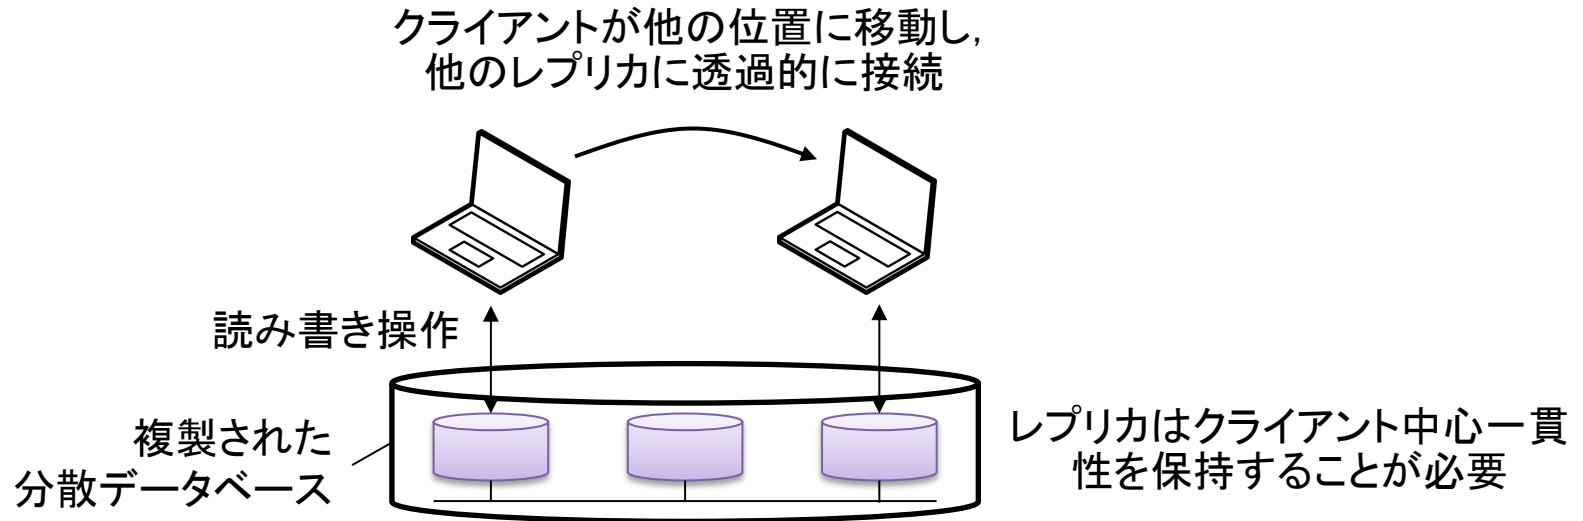 クライアントが他の位置に移動し,
他のレプリカに透過的に接続
読み書き操作
複製された
分散データベース
レプリカはクライアント中心一貫
性を保持することが必要